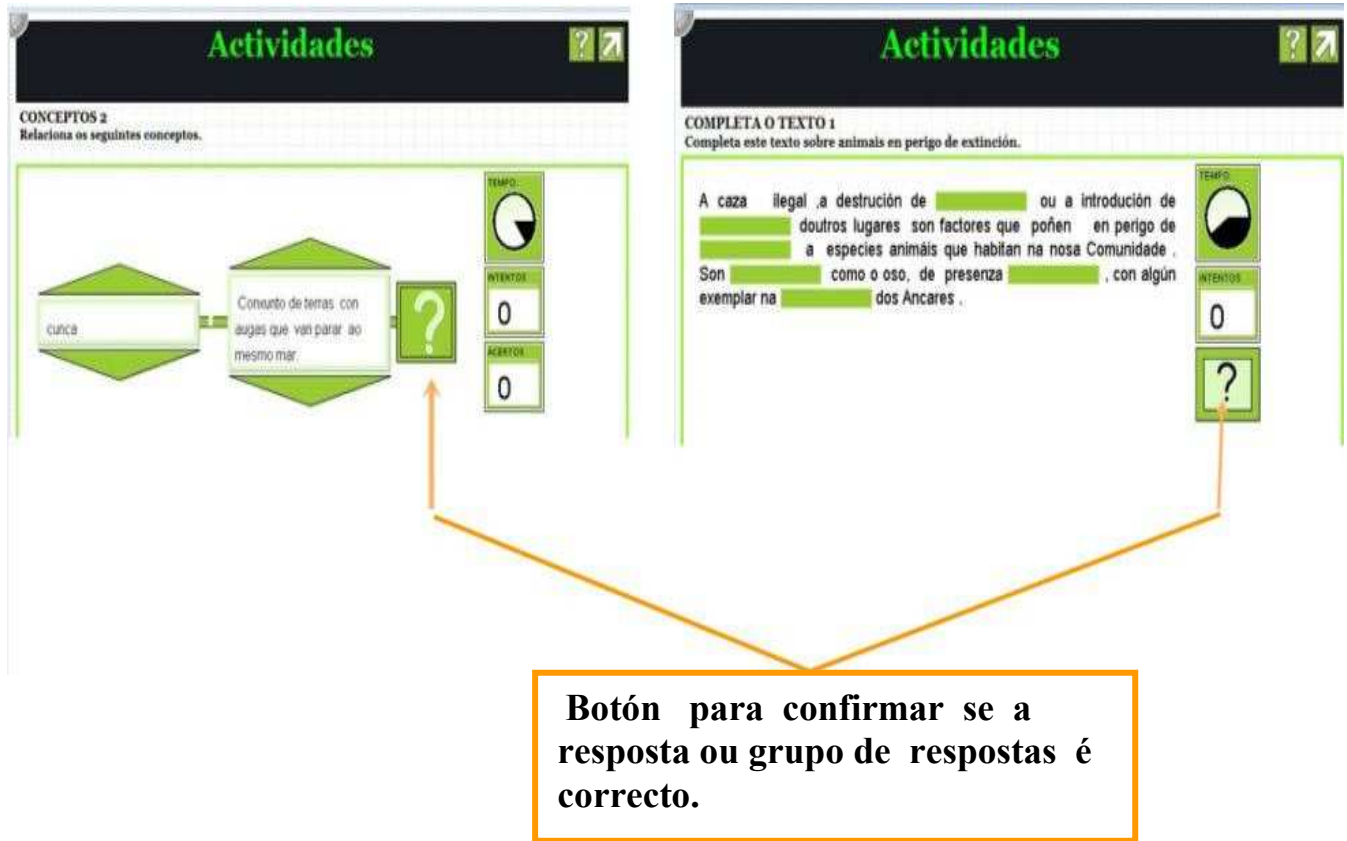 Actividades
? 
CONCEPTOS 2
Relaciona os seguintes conceptos.
TEMPO
cunca
Conxunto de terras con
augas que van parar ao
mesmo mar.
?
INTENTOS
0
ACERTOS
0
Actividades
?
COMPLETA O TEXTO 1
Completa este texto sobre animais en perigo de extinción.
A caza ilegal ,a destrución de ou a introdución de
doutros lugares son factores que poñen en perigo de
a especies animáis que habitan na nosa Comunidade .
Son como o oso, de presenza , con algún
exemplar na dos Ancares .
TEMPO
INTENTOS
0
?
Botón para confirmar se a
resposta ou grupo de respostas é
correcto.